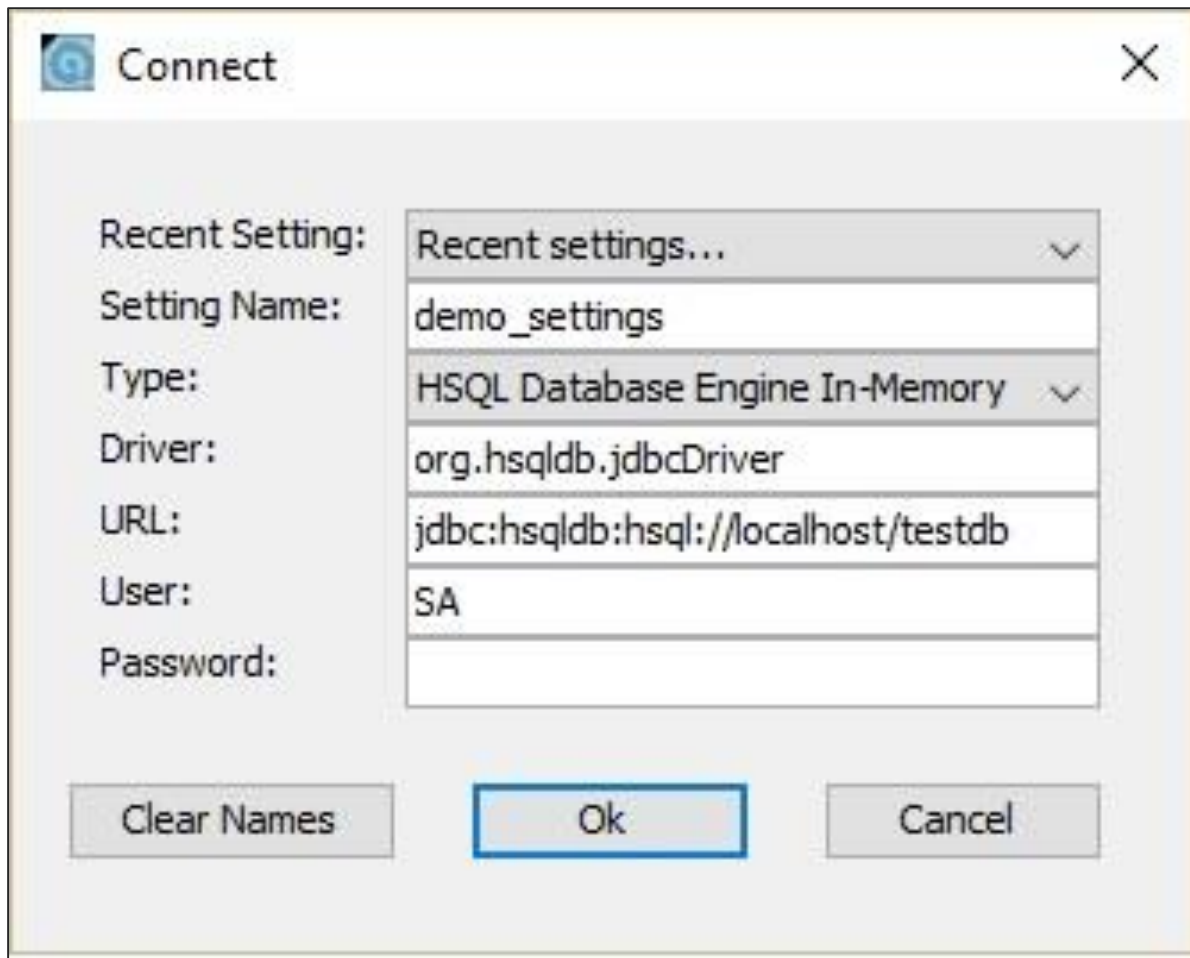 Connect
Recent Setting: Recent settings...
Setting Name: demo_settings
Type: HSQL Database Engine In-Memory
Driver: org.hsqldb.jdbcDriver
URL: jdbc:hsqldb:hsql://localhost/testdb
User: SA
Password:
Clear Names Ok Cancel